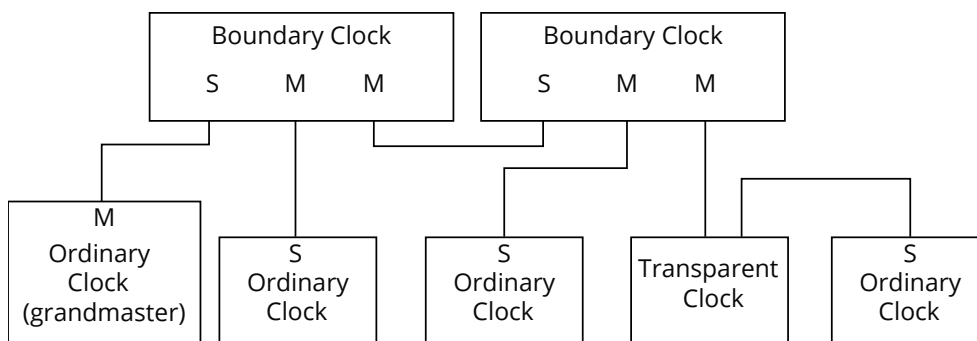 Boundary Clock
S M M
Boundary Clock
S M M
M
Ordinary
Clock
(grandmaster)
S
Ordinary
Clock
S
Ordinary
Clock
Transparent
Clock
S
Ordinary
Clock